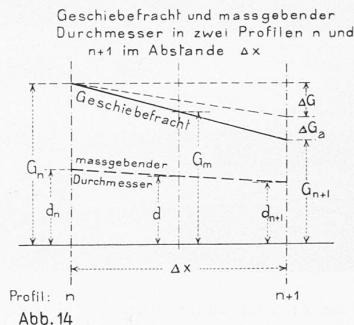 Geschiebefracht und massgebender
Durchmesser in zwei Profilen n und
n+1 im Abstande Δx
ΔG
Geschiebefracht
ΔGa
Gn
Gm
Gn+1
massgebender
Durchmesser
dn
d
dn+1
Δx
Profil: n
n+1
Abb.14